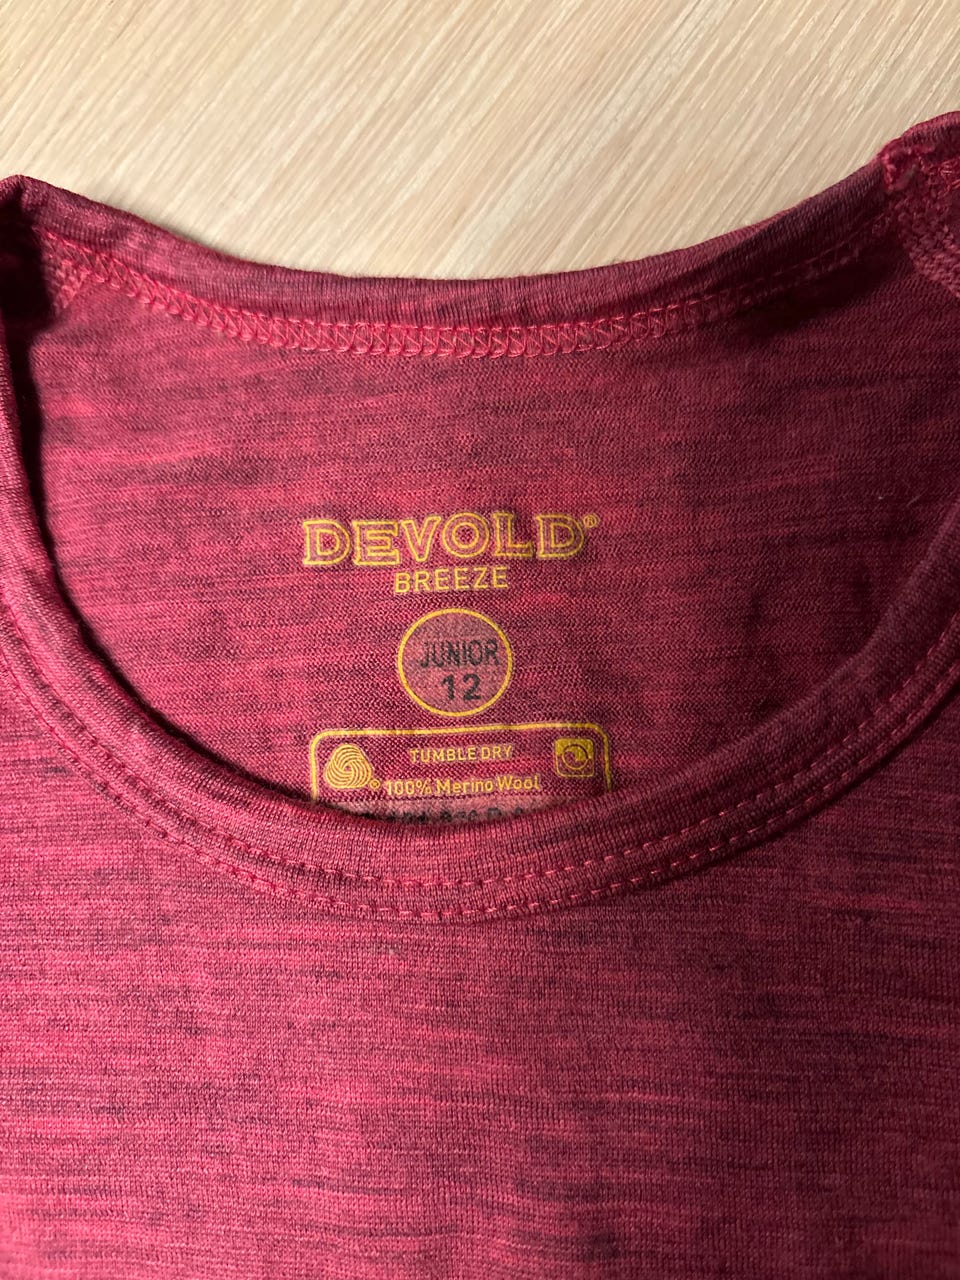 DEVOLD®
BREEZE
JUNIOR
12
TUMBLE DRY
100% Merino Wool